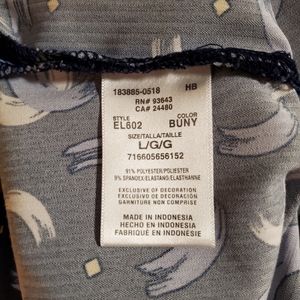 183885-0518 HB
RN# 93643
CA# 24480
STYLE COLOR
EL602 BUNY
SIZE/TALLA/TAILLE
L/G/G
716605656152
91% POLYESTER/POLIESTER
9% SPANDEX/ELASTANO/ELASTHANNE
EXCLUSIVE OF DECORATION
EXCLUSIVO DE DECORACIÓN
GARNITURE NON COMPRISE
MADE IN INDONESIA
HECHO EN INDONESIA
FABRIQUÉ EN INDONÉSIE